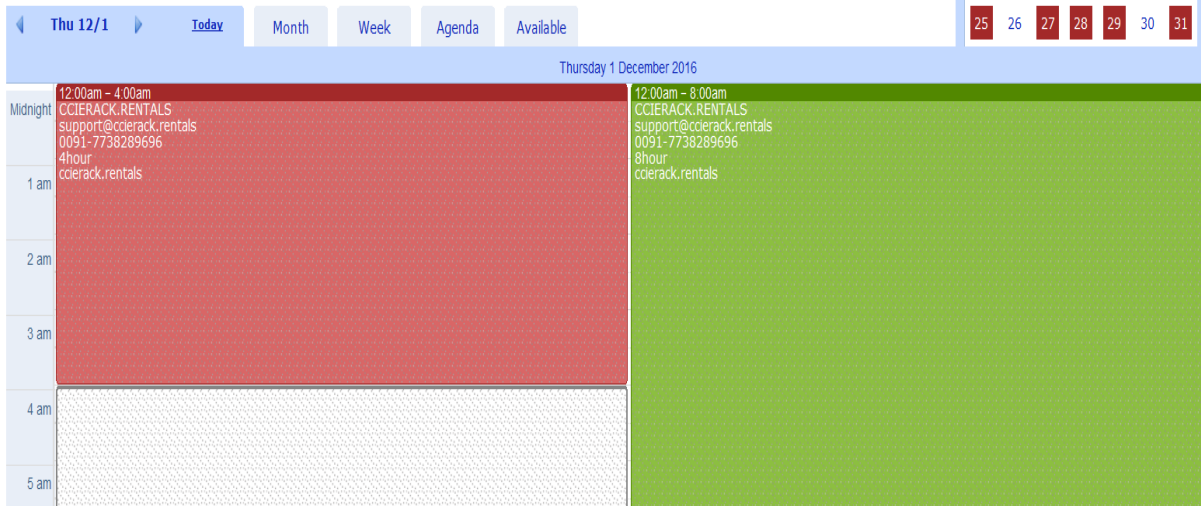 Thu 12/1 Today Month Week Agenda Available 25 26 27 28 29 30 31
Thursday 1 December 2016
12:00am – 4:00am
CCIERACK.RENTALS
support@ccierack.rentals
0091-7738289696
4hour
ccierack.rentals
12:00am – 8:00am
CCIERACK.RENTALS
support@ccierack.rentals
0091-7738289696
8hour
ccierack.rentals
Midnight
1 am
2 am
3 am
4 am
5 am